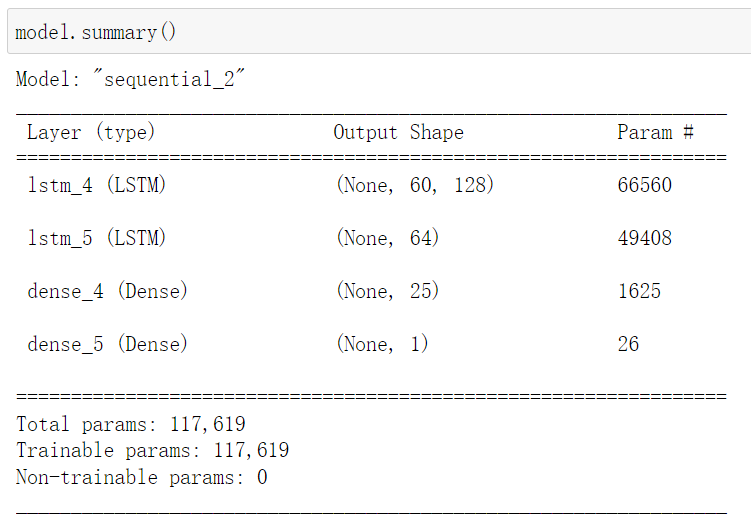 model.summary()
Model: "sequential_2"
Layer (type) Output Shape Param #
lstm_4 (LSTM) (None, 60, 128) 66560
lstm_5 (LSTM) (None, 64) 49408
dense_4 (Dense) (None, 25) 1625
dense_5 (Dense) (None, 1) 26
Total params: 117,619
Trainable params: 117,619
Non-trainable params: 0